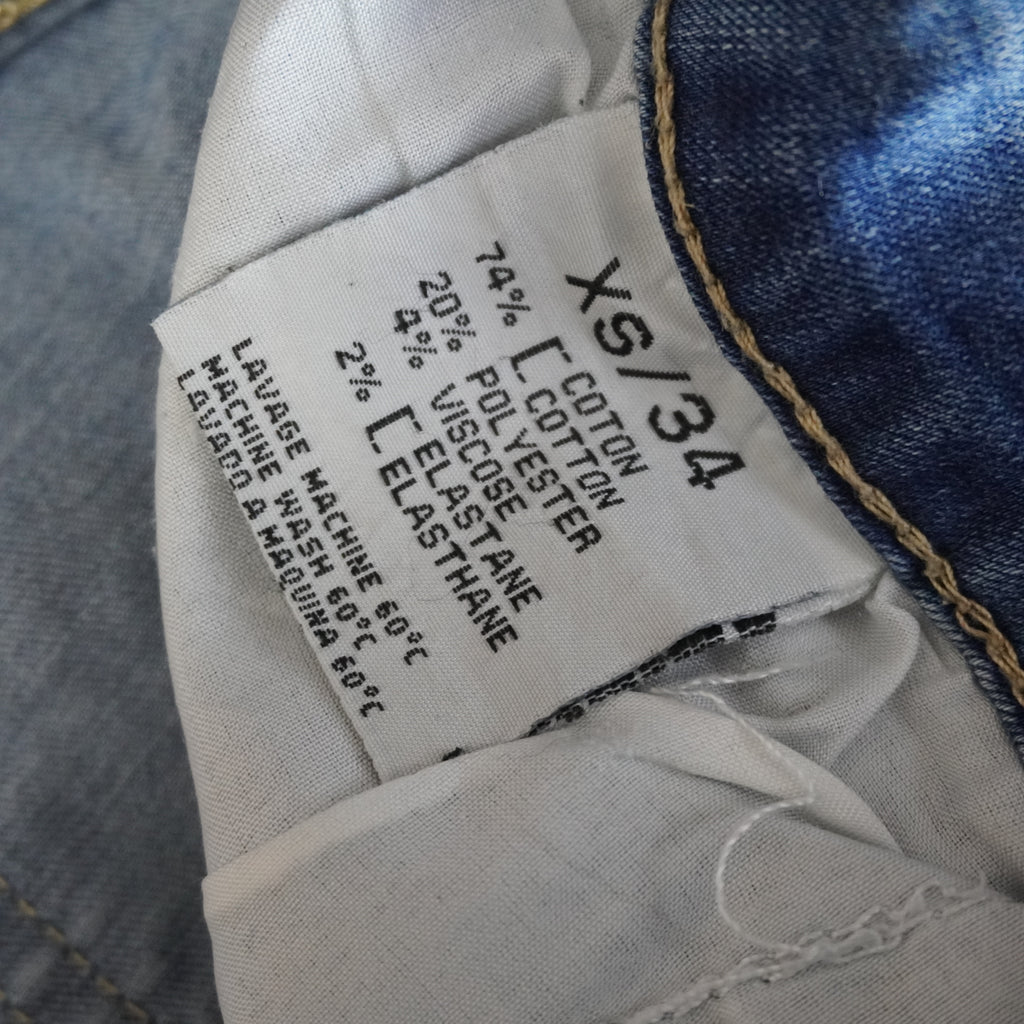 XS/34
74% [ COTON
COTTON
20% POLYESTER
4% VISCOSE
2% [ ELASTANE
ELASTHANE
LAVAGE MACHINE 60°C
MACHINE WASH 60°C
LAVADO A MAQUINA 60°C